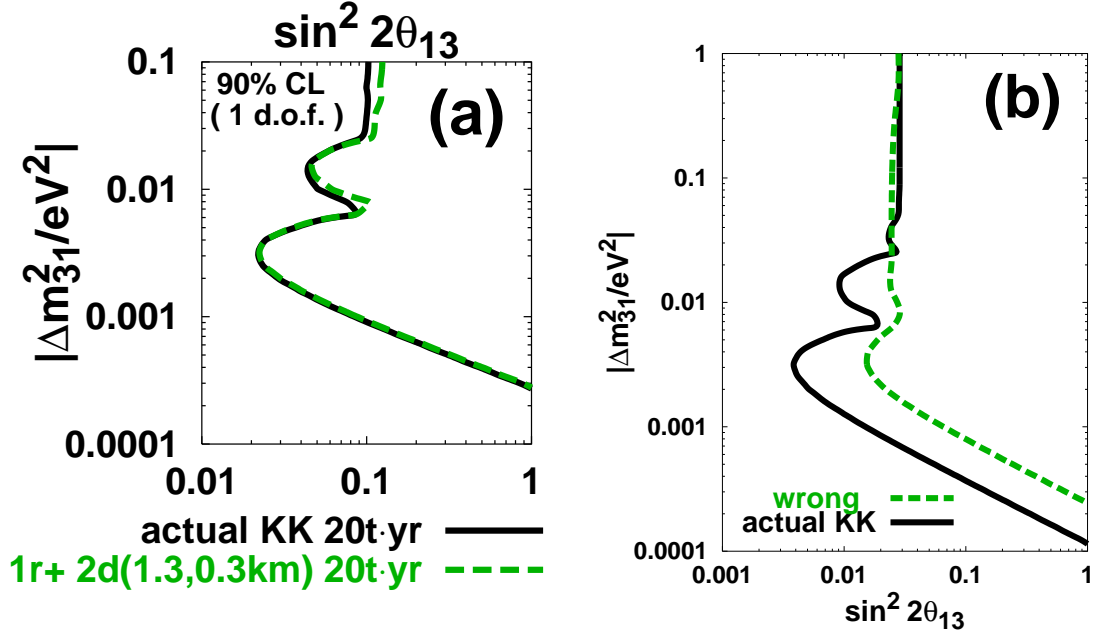 sin² 2θ₁₃
0.1
90% CL
( 1 d.o.f. )
(a)
0.01
0.001
0.0001
|Δm²₃₁/eV²|
0.01 0.1 1
actual KK 20t·yr
1r+ 2d(1.3,0.3km) 20t·yr
1
(b)
0.1
0.01
0.001
0.0001
|Δm²₃₁/eV²|
wrong
actual KK
0.001 0.01 0.1 1
sin² 2θ₁₃